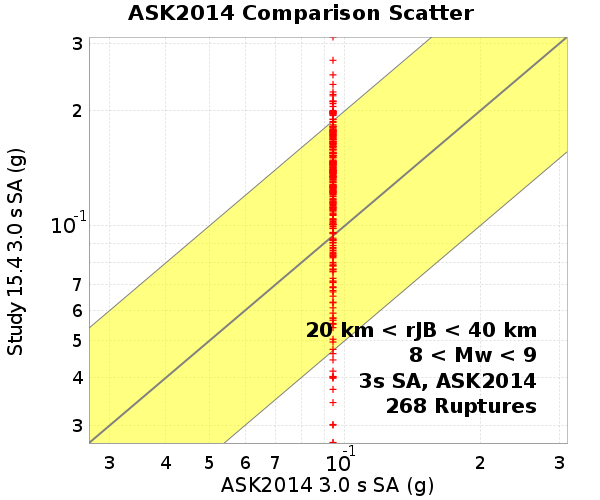 ASK2014 Comparison Scatter
Study 15.4 3.0 s SA (g)
3
2
10-1
7
6
5
4
3
20 km < rJB < 40 km
8 < Mw < 9
3s SA, ASK2014
268 Ruptures
3 4 5 6 7 10-1 2 3
ASK2014 3.0 s SA (g)